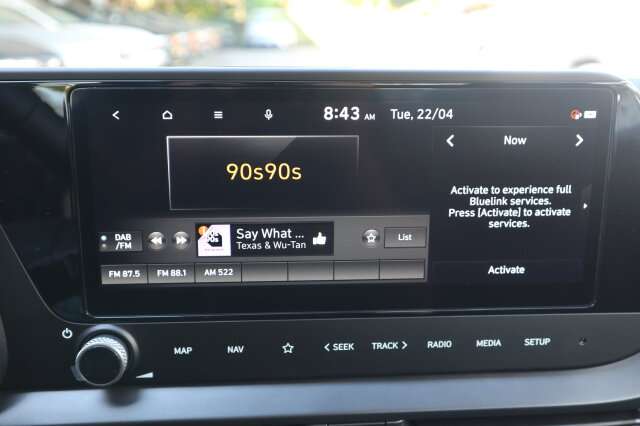 8:43 AM Tue, 22/04
90s90s
Now
Activate to experience full
Bluelink services.
Press [Activate] to activate
services.
Activate
DAB
/FM
Say What ...
Texas & Wu-Tan
List
FM 87.5
FM 88.1
AM 522
MAP
NAV
< SEEK
TRACK >
RADIO
MEDIA
SETUP